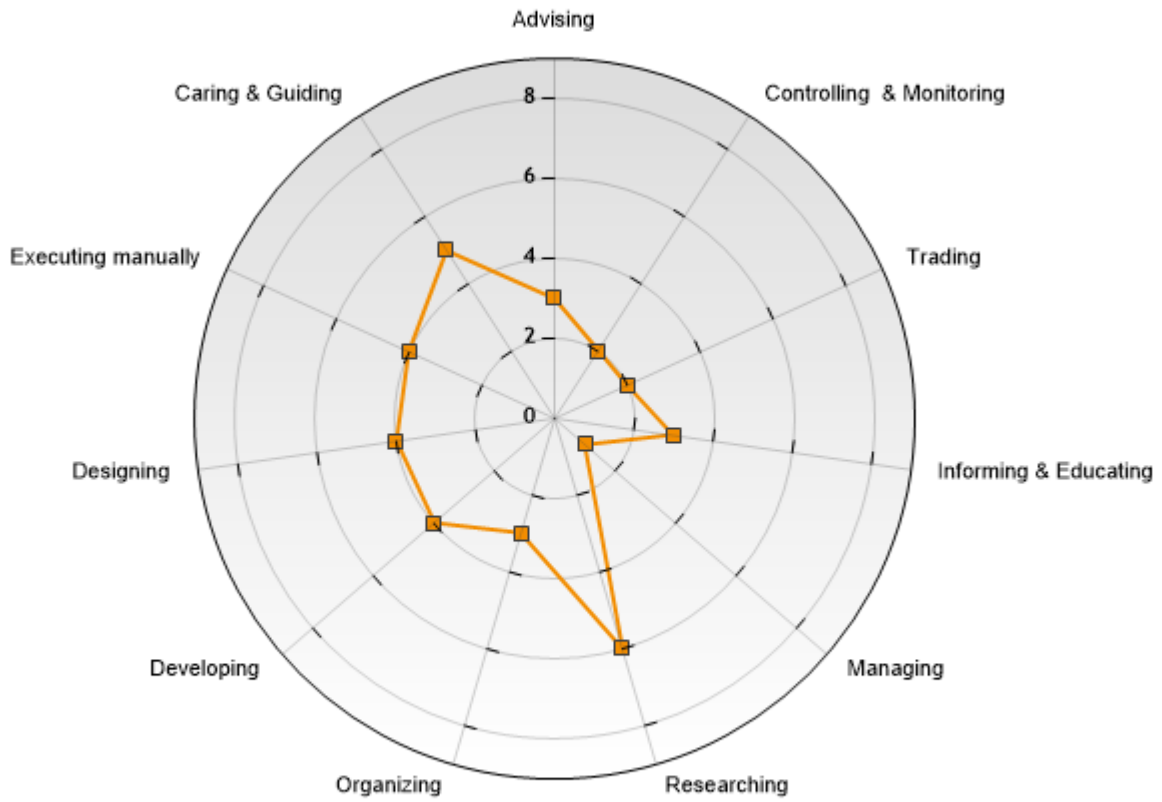 Advising
Caring & Guiding
Controlling & Monitoring
8
6
Executing manually
Trading
4
2
0
Designing
Informing & Educating
Developing
Managing
Organizing
Researching